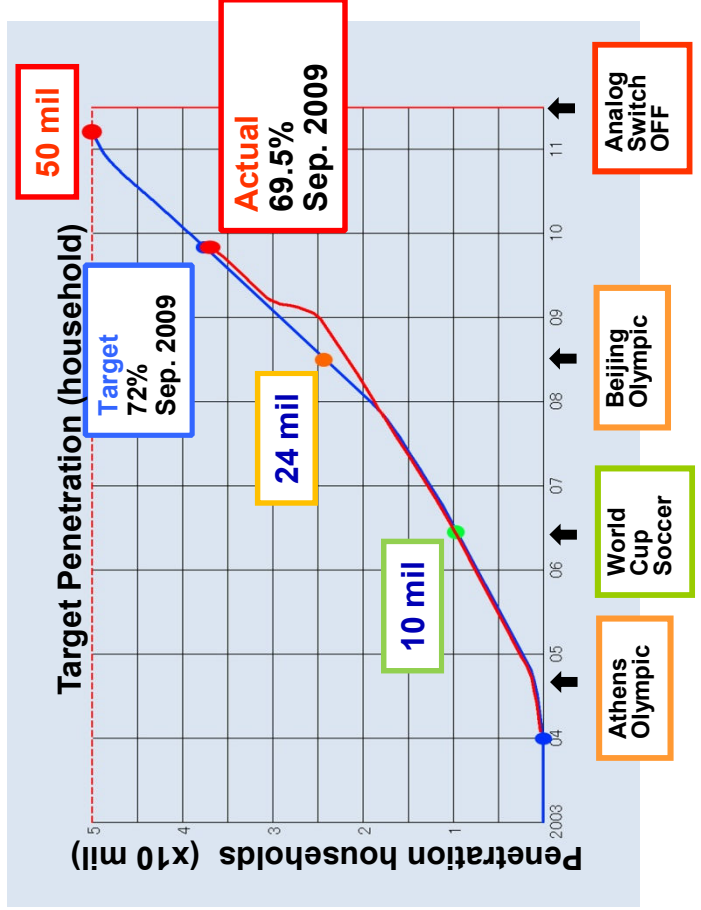 Target Penetration (household)
Penetration households (x10 mil)
5
4
3
2
1
2003
04
05
06
07
08
09
10
11
Target
72%
Sep. 2009
50 mil
Actual
69.5%
Sep. 2009
24 mil
10 mil
Athens
Olympic
World
Cup
Soccer
Beijing
Olympic
Analog
Switch
OFF